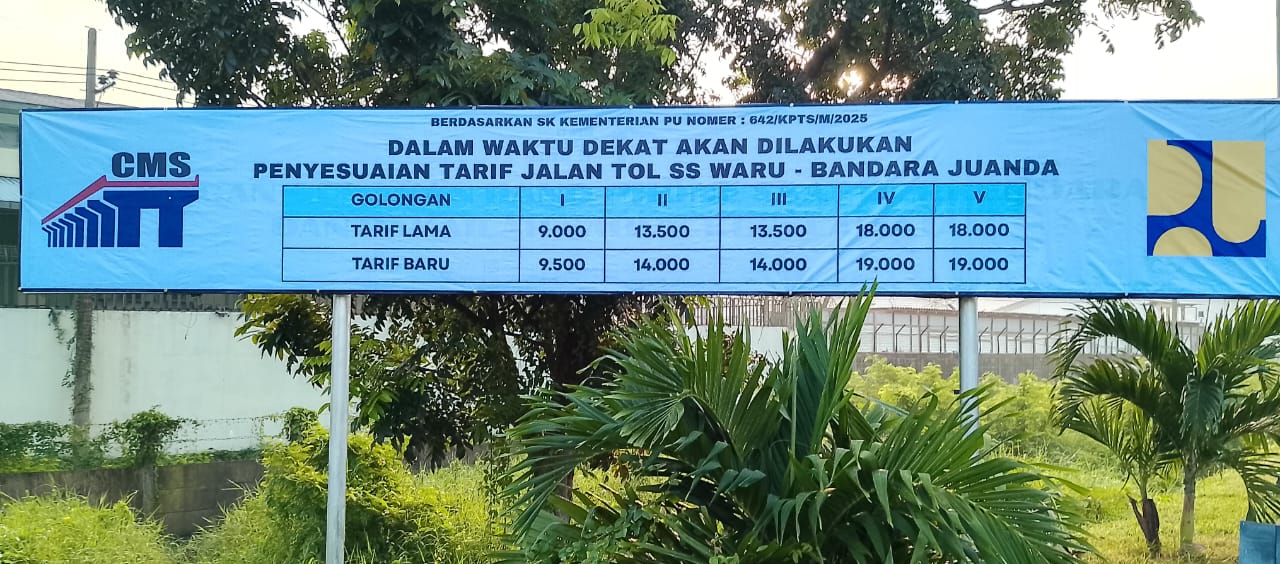 BERDASARKAN SK KEMENTERIAN PU NOMER : 642/KPTS/M/2025
CMS
DALAM WAKTU DEKAT AKAN DILAKUKAN
PENYESUAIAN TARIF JALAN TOL SS WARU - BANDARA JUANDA
GOLONGAN I II III IV V
TARIF LAMA 9.000 13.500 13.500 18.000 18.000
TARIF BARU 9.500 14.000 14.000 19.000 19.000